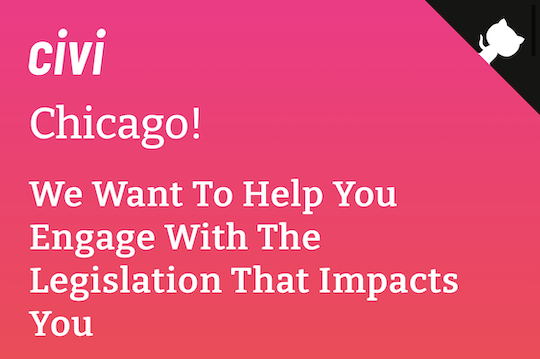 civi
Chicago!
We Want To Help You
Engage With The
Legislation That Impacts
You